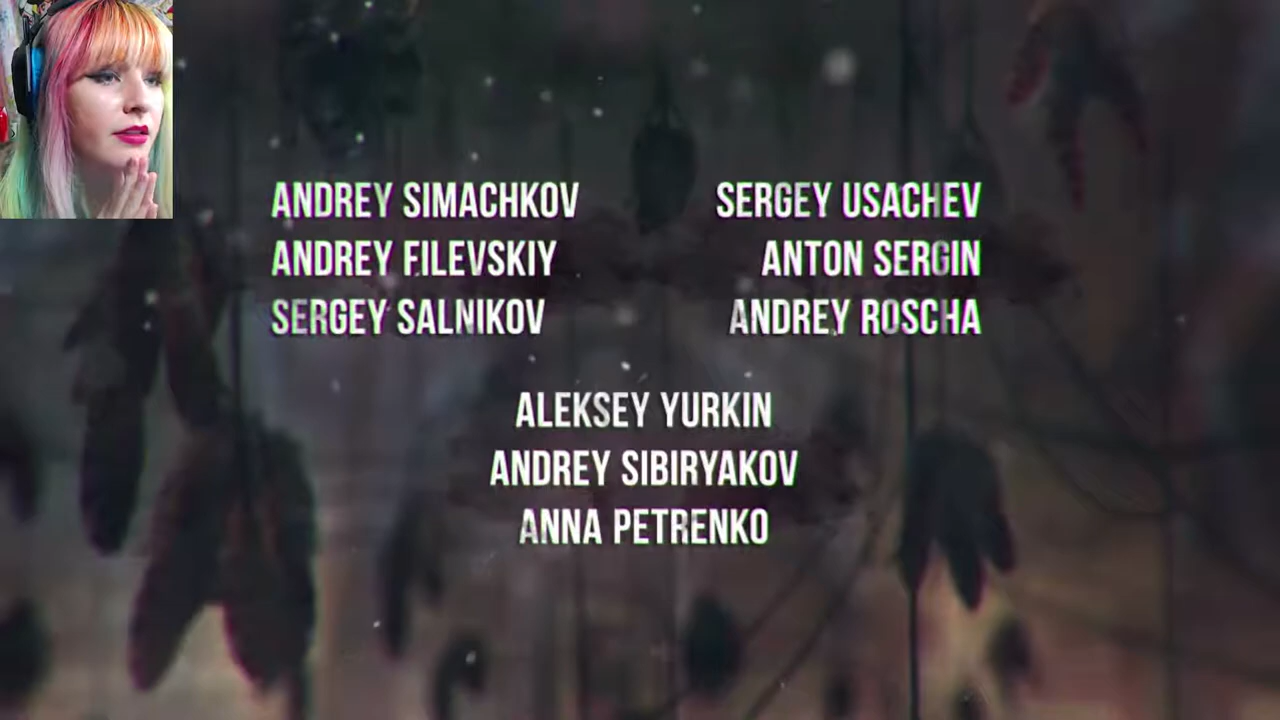 ANDREY SIMACHKOV
ANDREY FILEVSKIY
SERGEY SALNIKOV
SERGEY USACHEV
ANTON SERGIN
ANDREY ROSCHA
ALEKSEY YURKIN
ANDREY SIBIRYAKOV
ANNA PETRENKO